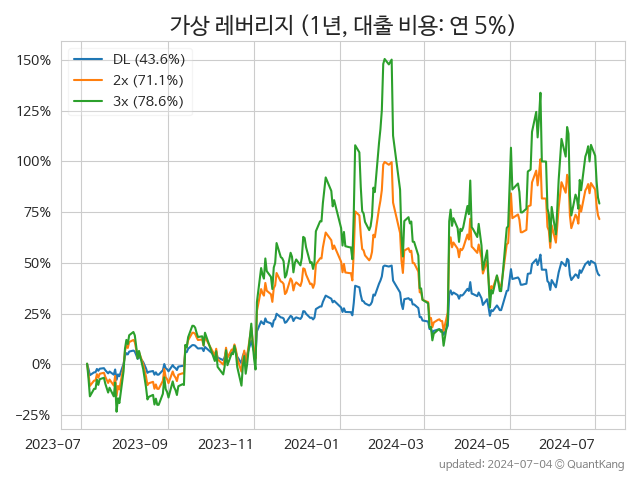 가상 레버리지 (1년, 대출 비용: 연 5%)
DL (43.6%)
2x (71.1%)
3x (78.6%)
150%
125%
100%
75%
50%
25%
0%
−25%
2023-07 2023-09 2023-11 2024-01 2024-03 2024-05 2024-07
updated: 2024-07-04 © QuantKang